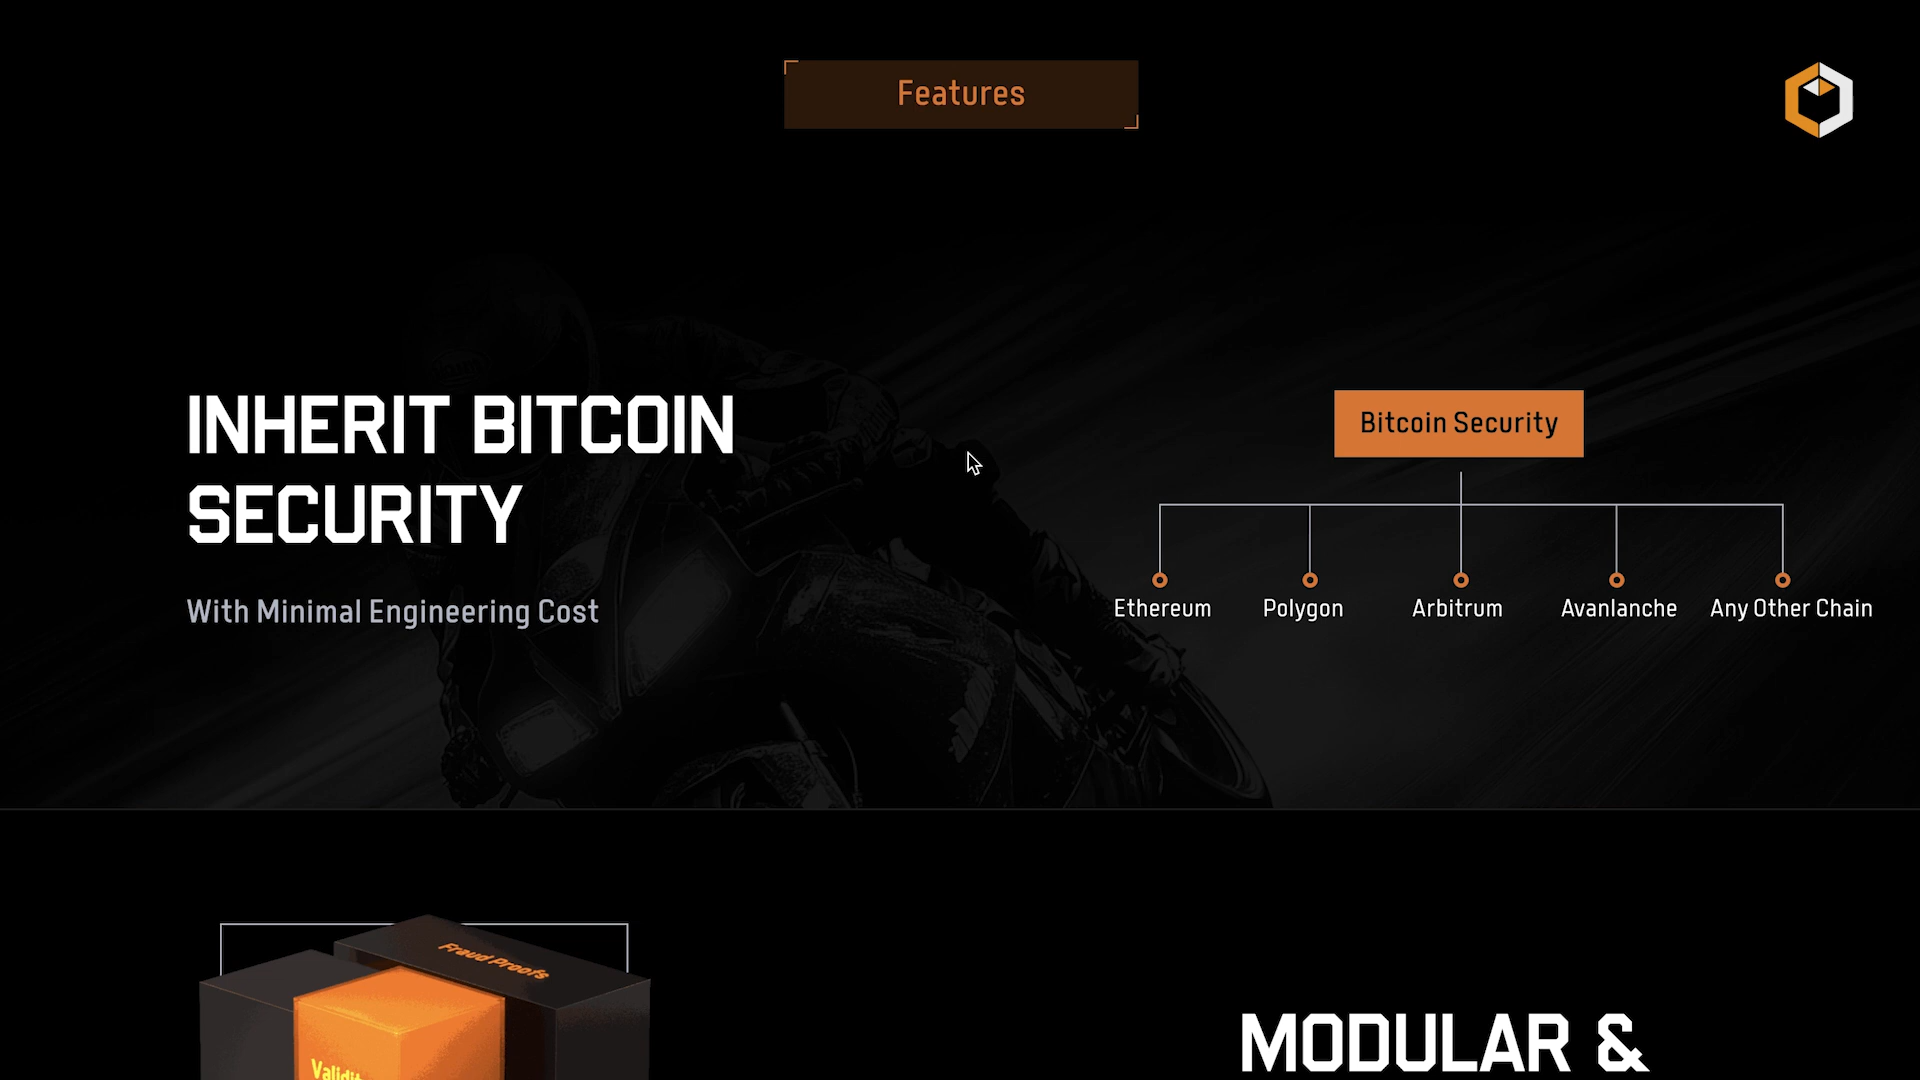 Features
INHERIT BITCOIN
SECURITY
With Minimal Engineering Cost
Bitcoin Security
Ethereum Polygon Arbitrum Avanlanche Any Other Chain
Fraud Proofs
MODULAR &